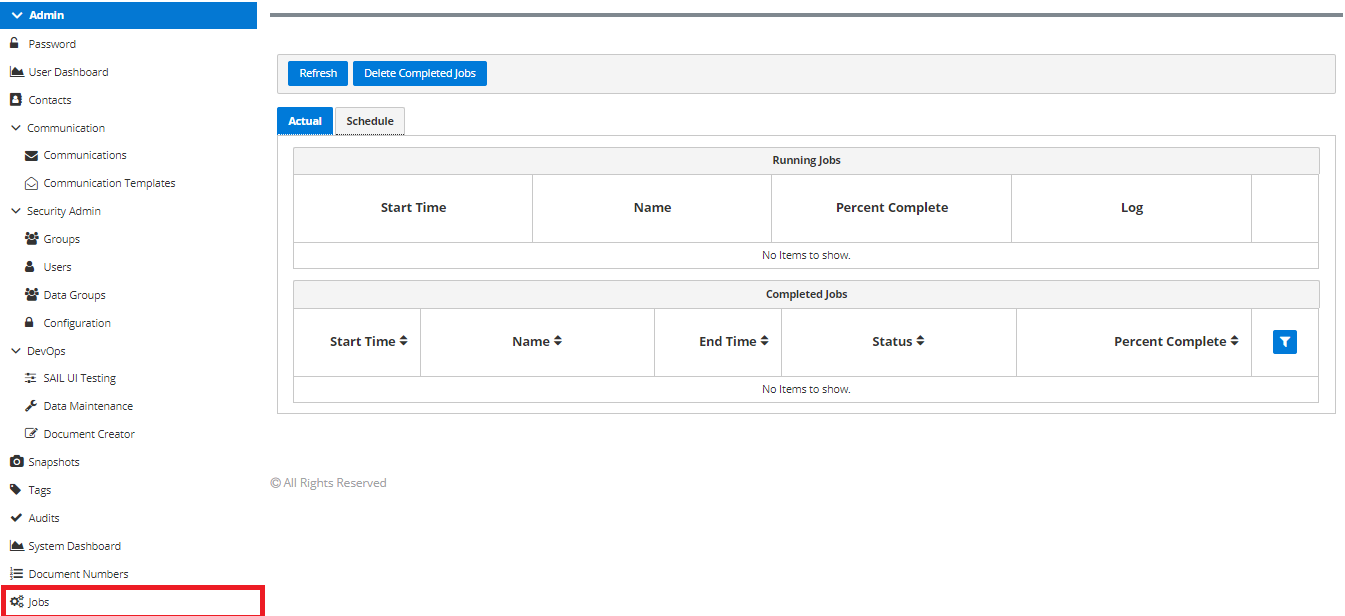 Admin
Password
User Dashboard
Contacts
Communication
Communications
Communication Templates
Security Admin
Groups
Users
Data Groups
Configuration
DevOps
SAIL UI Testing
Data Maintenance
Document Creator
Snapshots
Tags
Audits
System Dashboard
Document Numbers
Jobs
Refresh Delete Completed Jobs
Actual Schedule
Running Jobs
Start Time Name Percent Complete Log
No Items to show.
Completed Jobs
Start Time Name End Time Status Percent Complete
No Items to show.
© All Rights Reserved